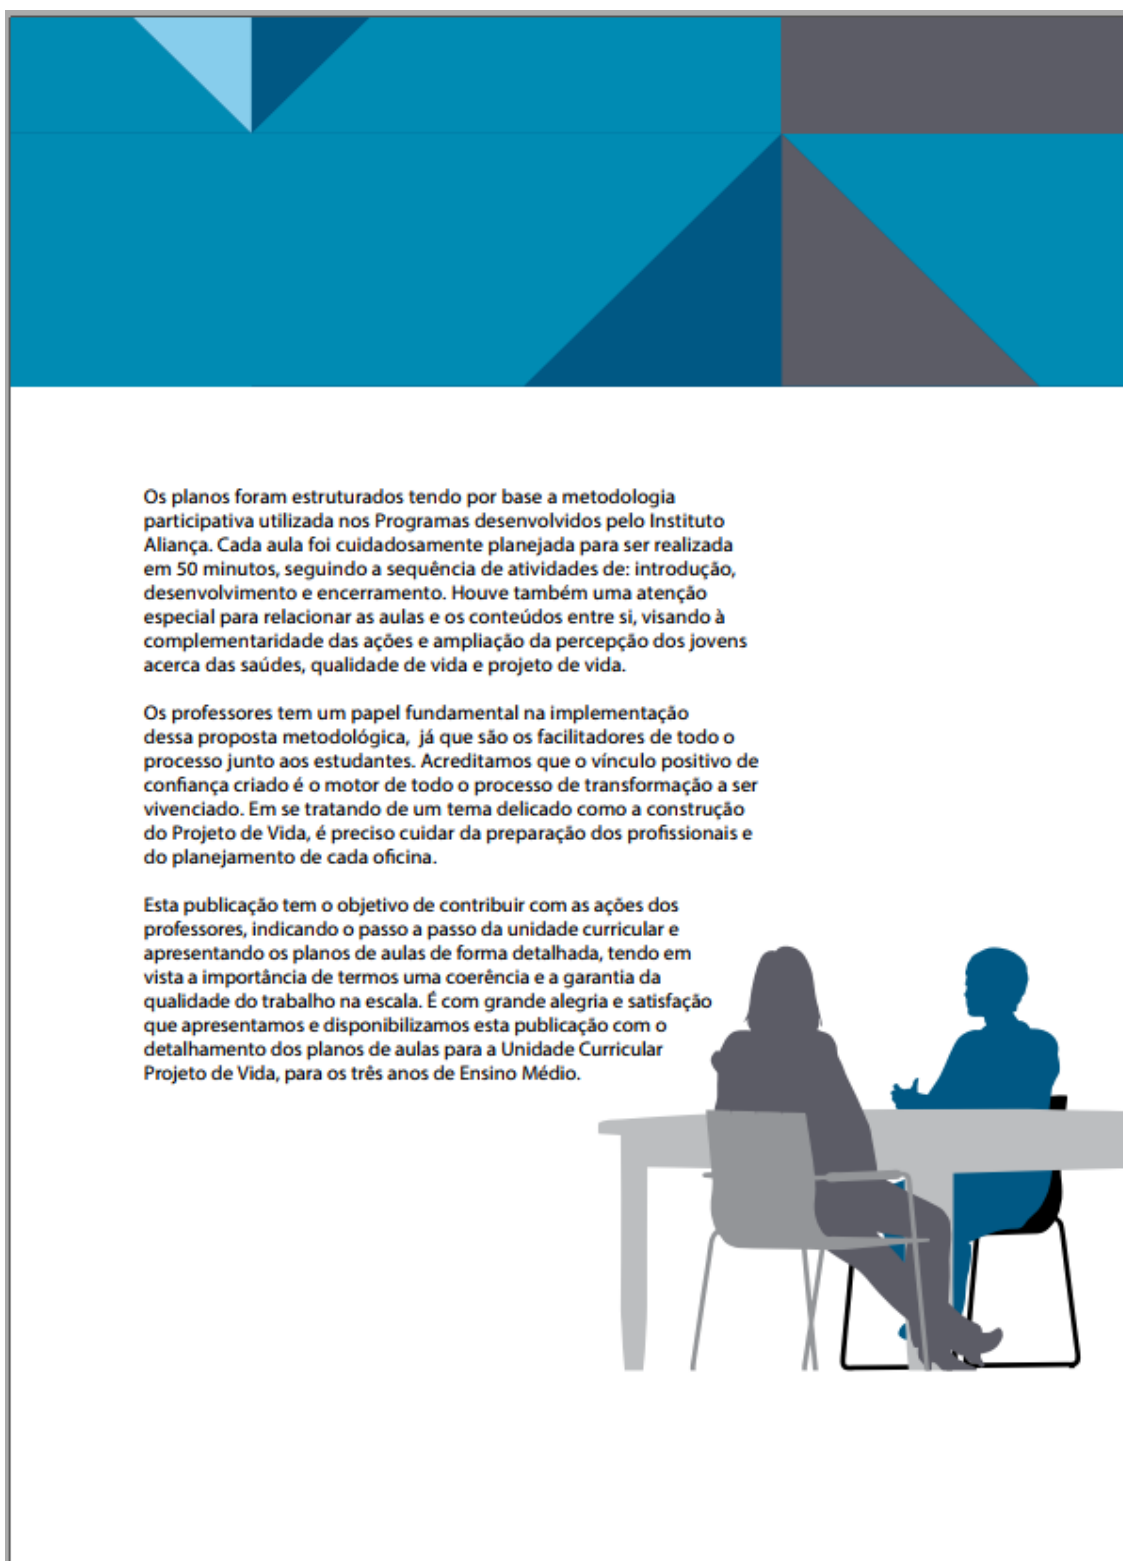 Os planos foram estruturados tendo por base a metodologia
participativa utilizada nos Programas desenvolvidos pelo Instituto
Aliança. Cada aula foi cuidadosamente planejada para ser realizada
em 50 minutos, seguindo a sequência de atividades de: introdução,
desenvolvimento e encerramento. Houve também uma atenção
especial para relacionar as aulas e os conteúdos entre si, visando à
complementaridade das ações e ampliação da percepção dos jovens
acerca das saúdes, qualidade de vida e projeto de vida.
Os professores tem um papel fundamental na implementação
dessa proposta metodológica, já que são os facilitadores de todo o
processo junto aos estudantes. Acreditamos que o vínculo positivo de
confiança criado é o motor de todo o processo de transformação a ser
vivenciado. Em se tratando de um tema delicado como a construção
do Projeto de Vida, é preciso cuidar da preparação dos profissionais e
do planejamento de cada oficina.
Esta publicação tem o objetivo de contribuir com as ações dos
professores, indicando o passo a passo da unidade curricular e
apresentando os planos de aulas de forma detalhada, tendo em
vista a importância de termos uma coerência e a garantia da
qualidade do trabalho na escala. É com grande alegria e satisfação
que apresentamos e disponibilizamos esta publicação com o
detalhamento dos planos de aulas para a Unidade Curricular
Projeto de Vida, para os três anos de Ensino Médio.